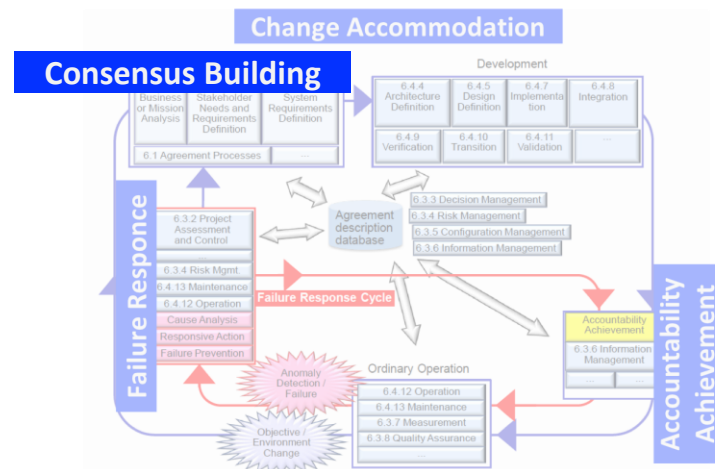 Change Accommodation
Consensus Building
Business
or Mission
Analysis
Stakeholder
Needs and
Requirements
Definition
System
Requirements
Definition
6.1 Agreement Processes
...
Development
6.4.4
Architecture
Definition
6.4.5
Design
Definition
6.4.7
Implementa
tion
6.4.8
Integration
6.4.9
Verification
6.4.10
Transition
6.4.11
Validation
...
Failure Responce
6.3.2 Project
Assessment
and Control
...
6.3.4 Risk Mgmt.
6.4.13 Maintenance
6.4.12 Operation
Cause Analysis
Responsive Action
Failure Prevention
Agreement
description
database
6.3.3 Decision Management
6.3.4 Risk Management
6.3.5 Configuration Management
6.3.6 Information Management
Failure Response Cycle
Accountability
Achievement
Accountability
Achievement
6.3.6 Information
Management
...
...
Anomaly
Detection /
Failure
Objective /
Environment
Change
Ordinary Operation
6.4.12 Operation
6.4.13 Maintenance
6.3.7 Measurement
6.3.8 Quality Assurance
...